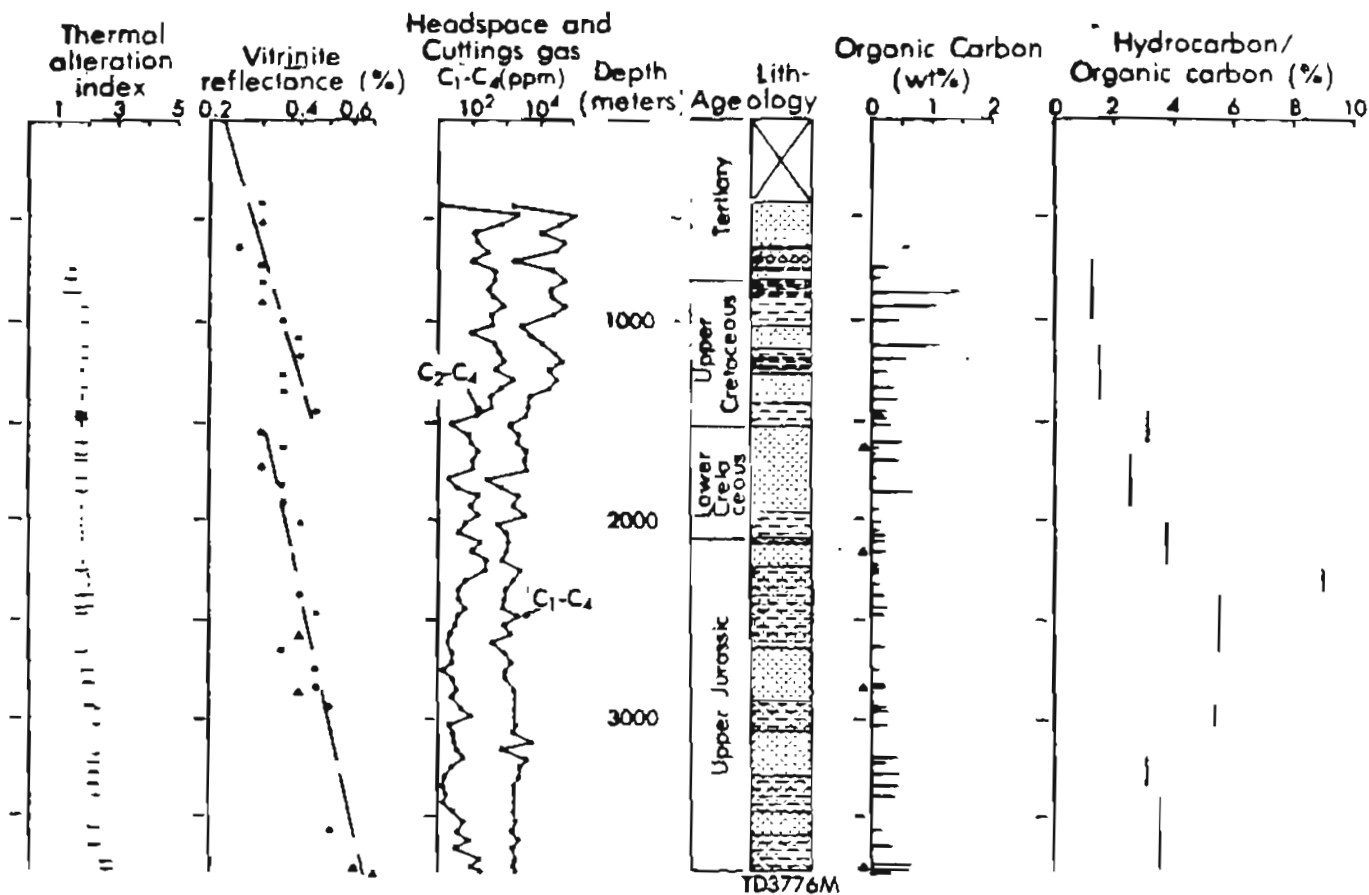 Thermal
alteration
index
1 3 5
Vitrinite
reflectance (%)
0.2 0.4 0.6
Headspace and
Cuttings gas
C₁-C₄(ppm)
10² 10⁴
Depth
(meters)
Age
Lith-
ology
Organic Carbon
(wt%)
0 1 2
Hydrocarbon/
Organic carbon (%)
0 2 4 6 8 10
Tertiary
1000
Upper
Cretaceous
C₂-C₄
Lower
Creta
ceous
2000
C₁-C₄
Upper Jurassic
3000
TD3776M